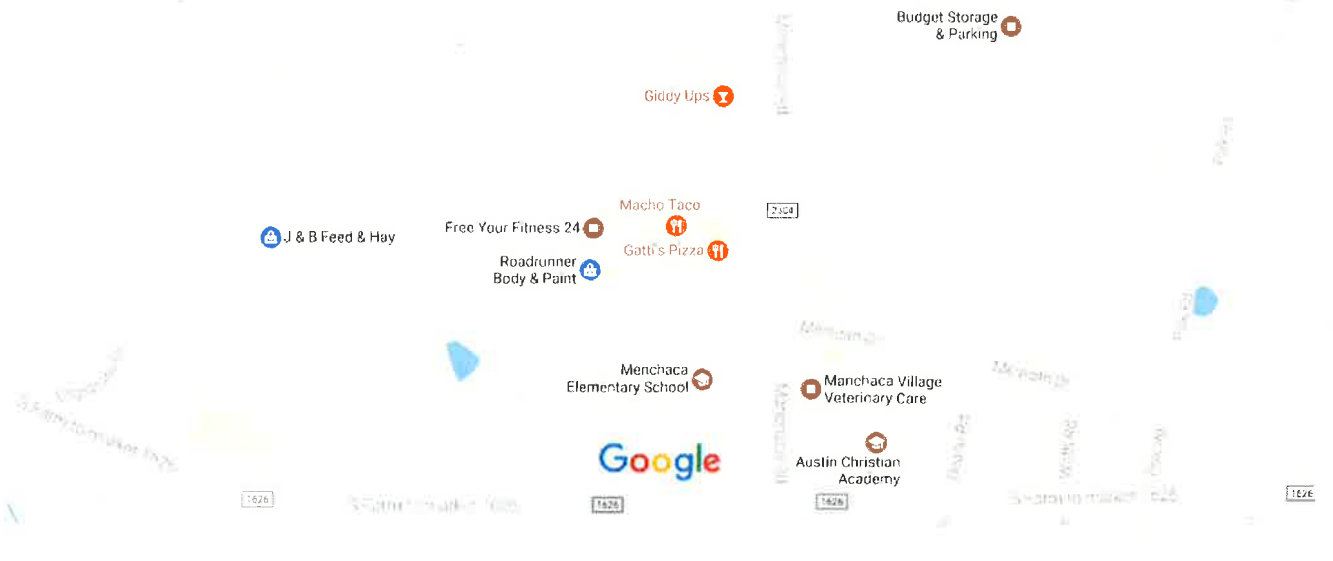 Budget Storage
& Parking
Giddy Ups
Macho Taco
2304
Free Your Fitness 24
J & B Feed & Hay
Gatti's Pizza
Roadrunner
Body & Paint
Menchaca
Elementary School
Manchaca Village
Veterinary Care
Google
Austin Christian
Academy
1626
1626
1626
1626